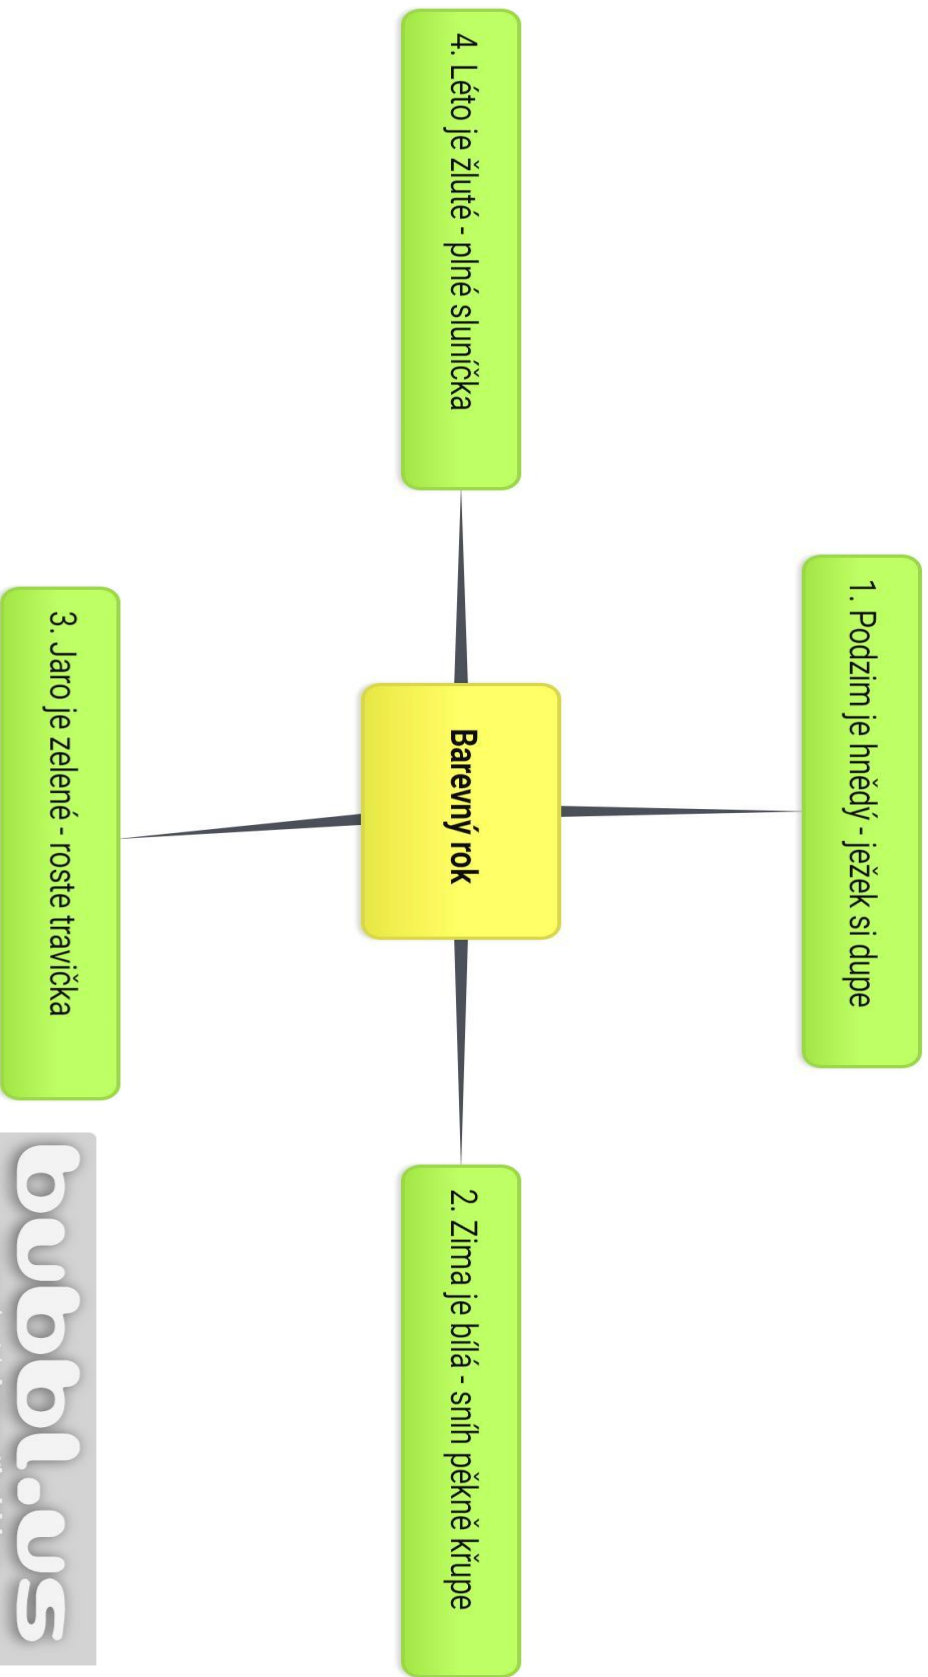 Barevný rok
1. Podzim je hnědý - ježek si dupe
2. Zima je bílá - sníh pěkně křupe
3. Jaro je zelené - roste travička
4. Léto je žluté - plné sluníčka
bubbl.us